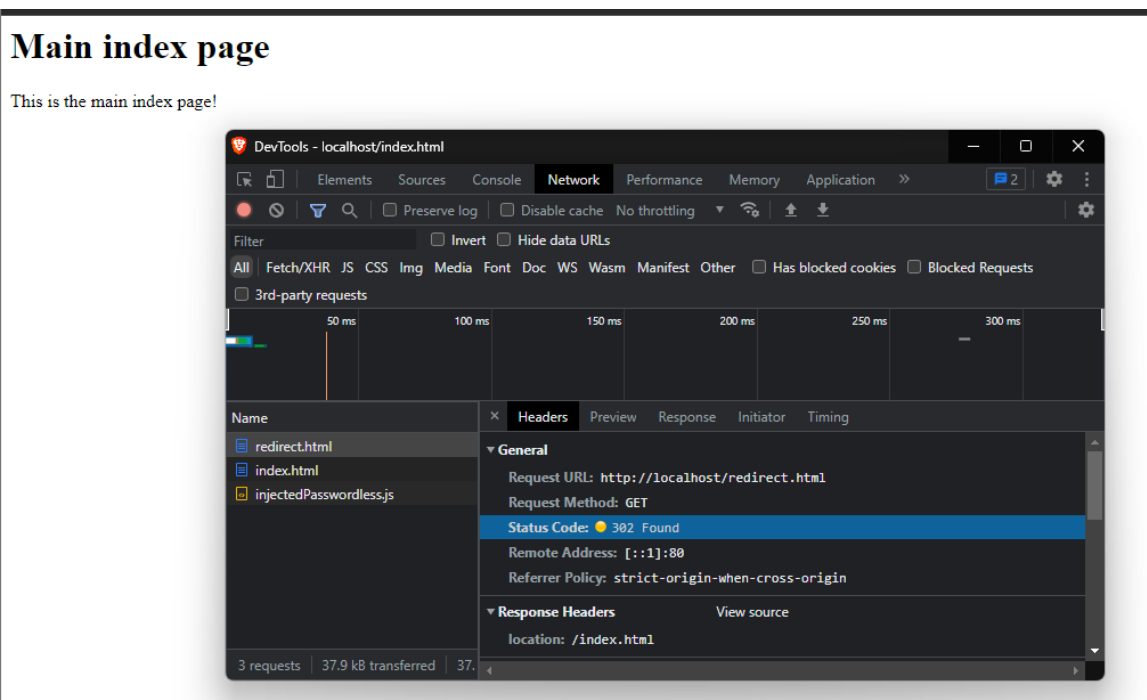 Main index page
This is the main index page!
DevTools - localhost/index.html
Elements Sources Console Network Performance Memory Application » 2
Preserve log Disable cache No throttling
Filter Invert Hide data URLs
All Fetch/XHR JS CSS Img Media Font Doc WS Wasm Manifest Other Has blocked cookies Blocked Requests
3rd-party requests
50 ms 100 ms 150 ms 200 ms 250 ms 300 ms
Name
redirect.html
index.html
injectedPasswordless.js
3 requests 37.9 kB transferred 37.
× Headers Preview Response Initiator Timing
General
Request URL: http://localhost/redirect.html
Request Method: GET
Status Code: 302 Found
Remote Address: [::1]:80
Referrer Policy: strict-origin-when-cross-origin
Response Headers View source
location: /index.html